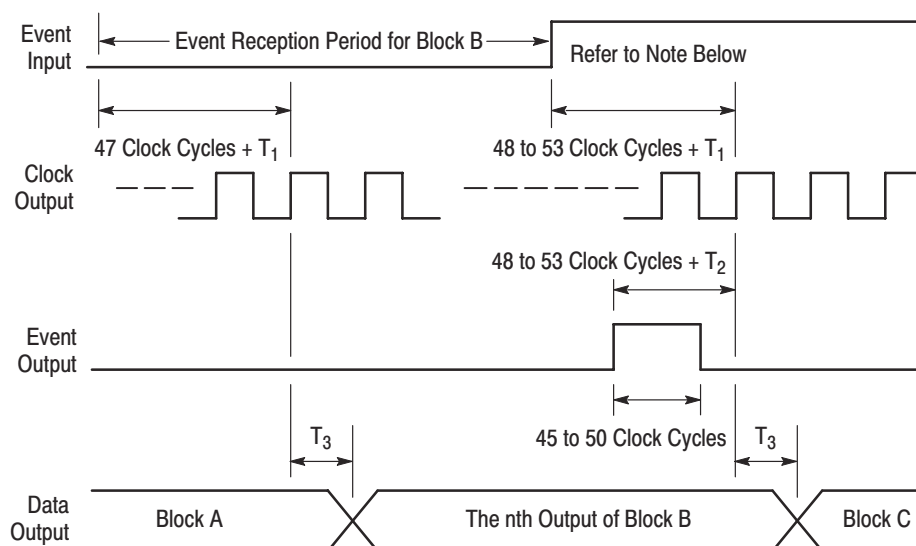 Event
Input
Event Reception Period for Block B
Refer to Note Below
47 Clock Cycles + T1
48 to 53 Clock Cycles + T1
Clock
Output
48 to 53 Clock Cycles + T2
Event
Output
45 to 50 Clock Cycles
T3
T3
Data
Output
Block A
The nth Output of Block B
Block C